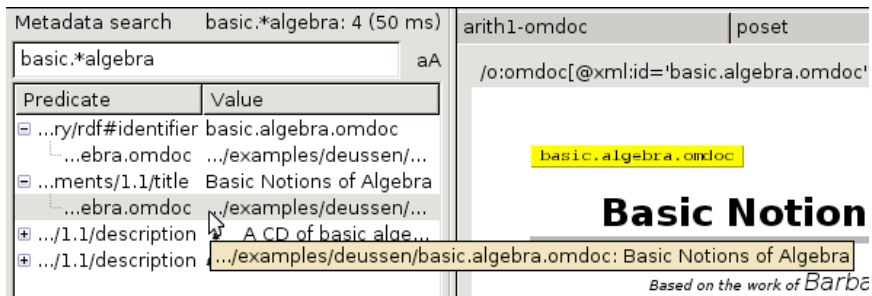 Metadata search basic.*algebra: 4 (50 ms)
basic.*algebra aA
Predicate Value
...ry/rdf#identifier basic.algebra.omdoc
...ebra.omdoc .../examples/deussen/...
...ments/1.1/title Basic Notions of Algebra
...ebra.omdoc .../examples/deussen/...
.../1.1/description A CD of basic alge...
.../1.1/description
.../examples/deussen/basic.algebra.omdoc: Basic Notions of Algebra
arith1-omdoc poset
/o:omdoc[@xml:id='basic.algebra.omdoc'
basic.algebra.omdoc
Basic Notion
Based on the work of Barba